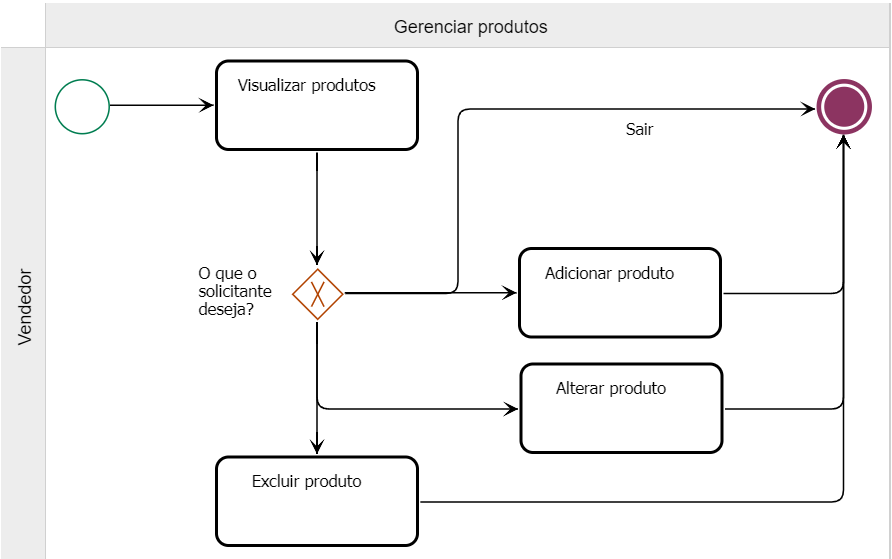 Gerenciar produtos
Vendedor
Visualizar produtos
Sair
O que o
solicitante
deseja?
X
Adicionar produto
Alterar produto
Excluir produto